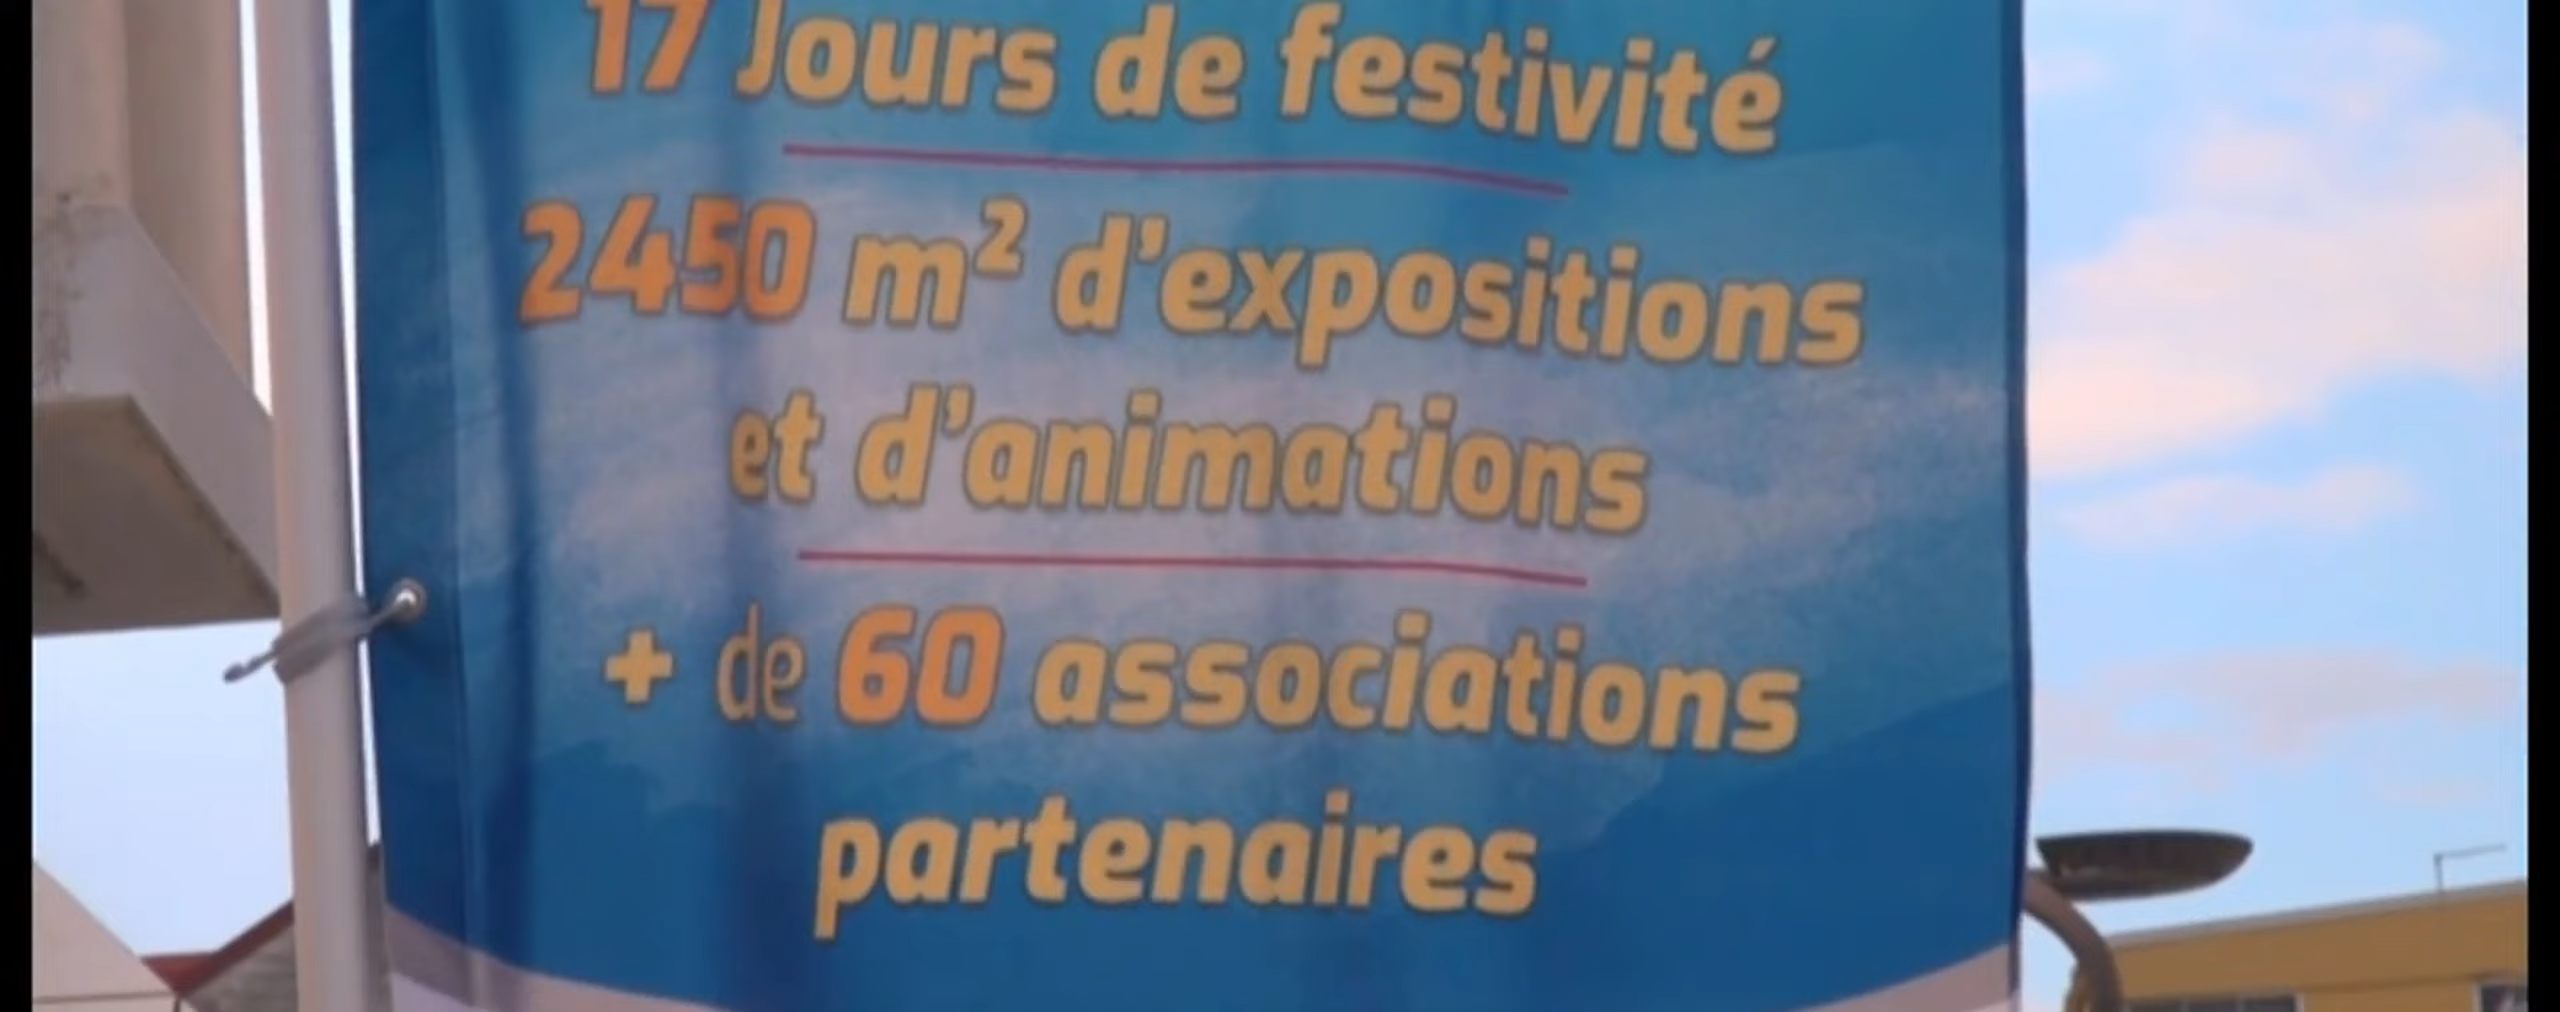 17 Jours de festivité
2450 m² d'expositions
et d'animations
+ de 60 associations
partenaires